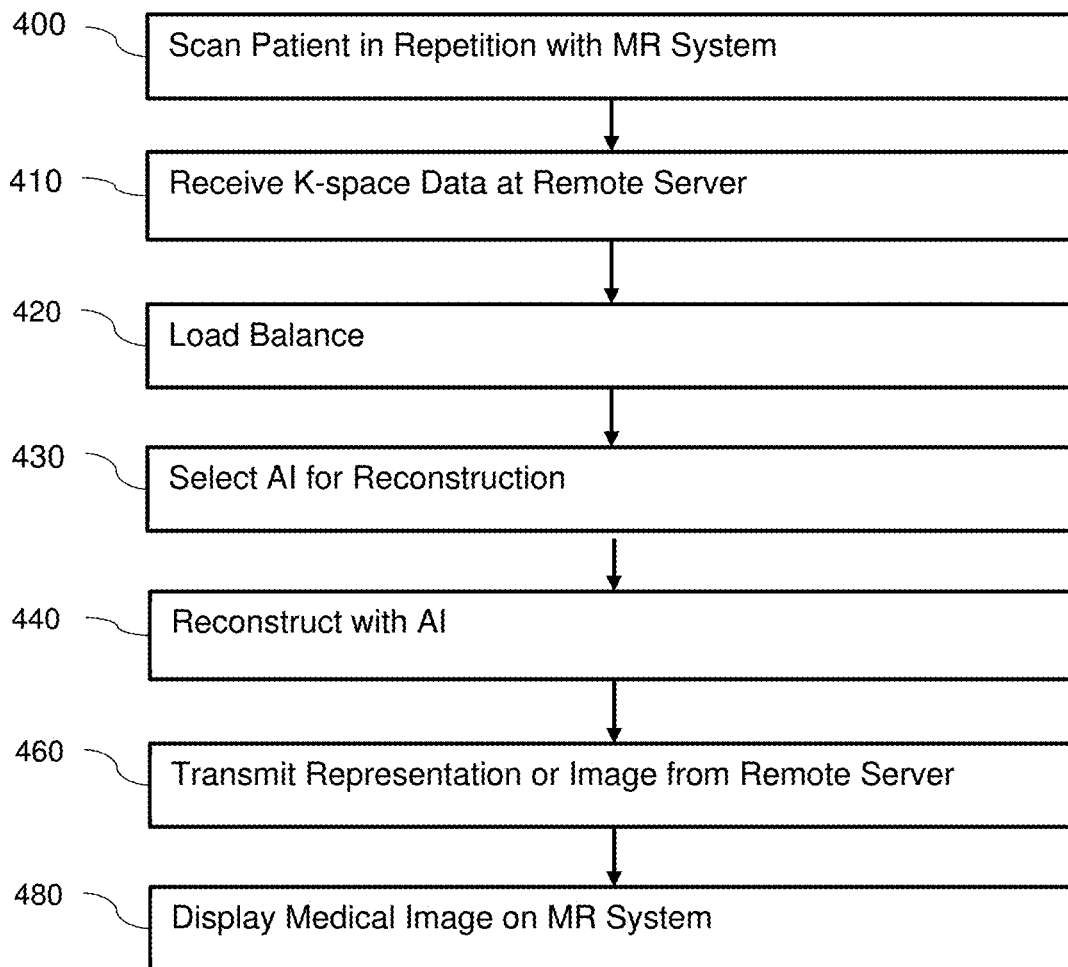 400 Scan Patient in Repetition with MR System
410 Receive K-space Data at Remote Server
420 Load Balance
430 Select AI for Reconstruction
440 Reconstruct with AI
460 Transmit Representation or Image from Remote Server
480 Display Medical Image on MR System